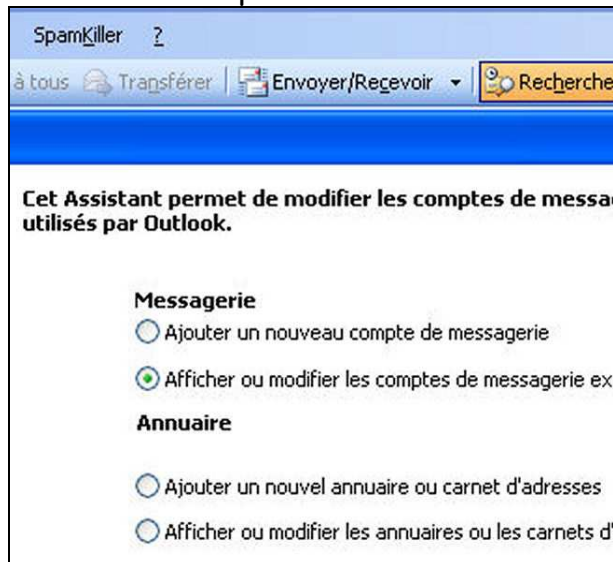 SpamKiller ?
à tous Transférer Envoyer/Recevoir Recherche
Cet Assistant permet de modifier les comptes de messa
utilisés par Outlook.
Messagerie
Ajouter un nouveau compte de messagerie
Afficher ou modifier les comptes de messagerie ex
Annuaire
Ajouter un nouvel annuaire ou carnet d'adresses
Afficher ou modifier les annuaires ou les carnets d'